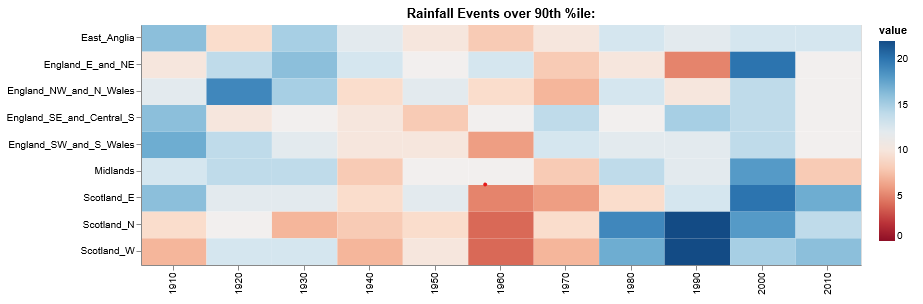 Rainfall Events over 90th %ile:
value
East_Anglia
England_E_and_NE
England_NW_and_N_Wales
England_SE_and_Central_S
England_SW_and_S_Wales
Midlands
Scotland_E
Scotland_N
Scotland_W
20
15
10
5
0
1910
1920
1930
1940
1950
1960
1970
1980
1990
2000
2010